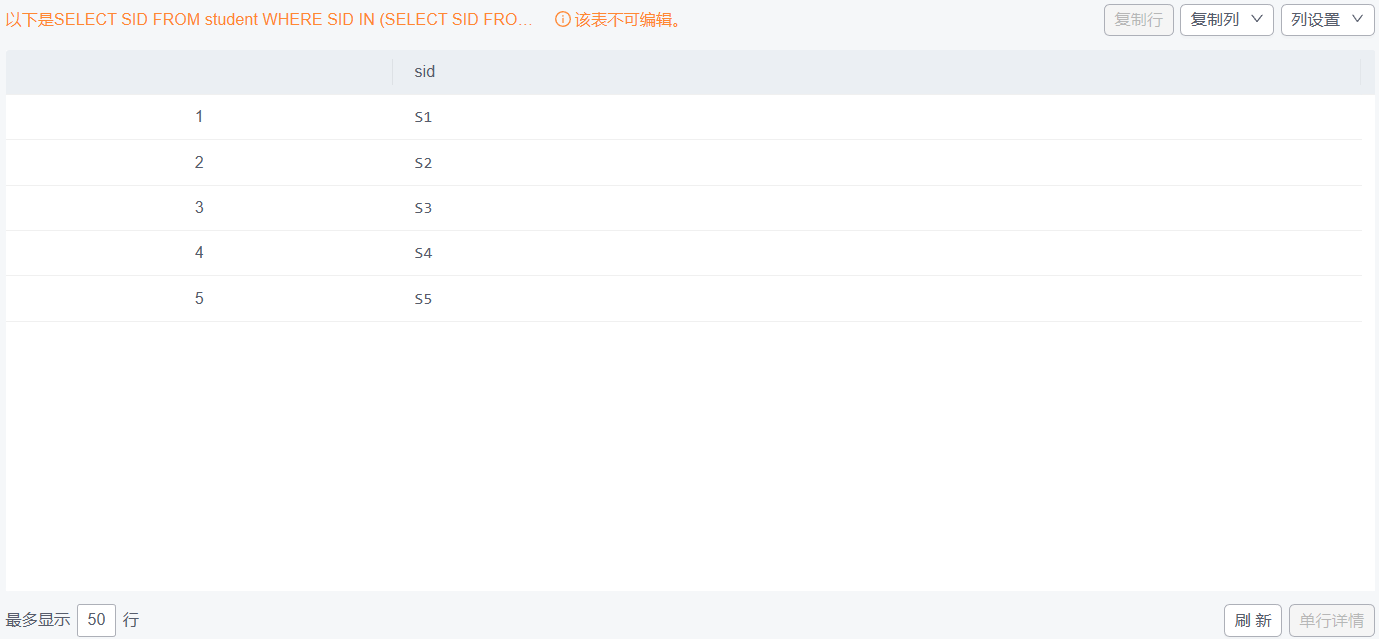 以下是SELECT SID FROM student WHERE SID IN (SELECT SID FRO... 该表不可编辑。 复制行 复制列 列设置
sid
1 S1
2 S2
3 S3
4 S4
5 S5
最多显示 50 行 刷 新 单行详情